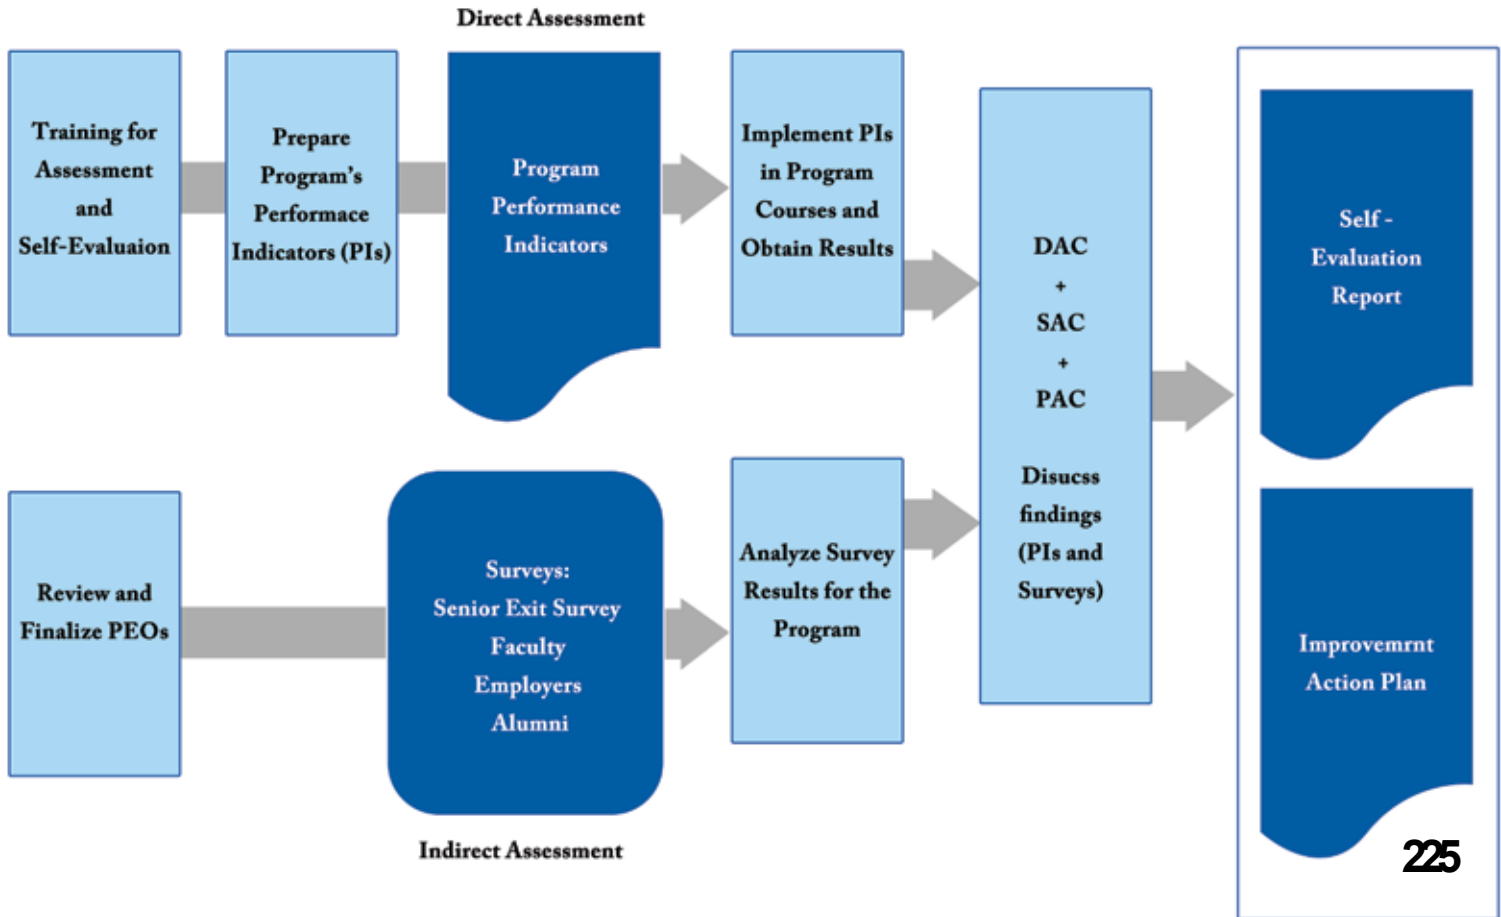 Direct Assessment
Training for
Assessment
and
Self-Evaluaion
Prepare
Program's
Performace
Indicators (PIs)
Program
Performance
Indicators
Implement PIs
in Program
Courses and
Obtain Results
DAC
+
SAC
+
PAC
Disucss
findings
(PIs and
Surveys)
Self -
Evaluation
Report
Review and
Finalize PEOs
Surveys:
Senior Exit Survey
Faculty
Employers
Alumni
Analyze Survey
Results for the
Program
Improvemrnt
Action Plan
Indirect Assessment
225